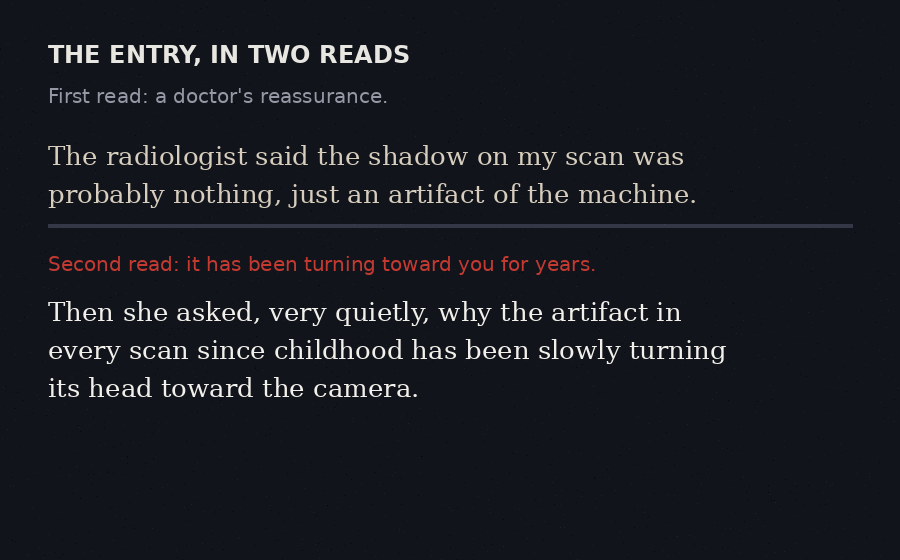 THE ENTRY, IN TWO READS
First read: a doctor's reassurance.
The radiologist said the shadow on my scan was
probably nothing, just an artifact of the machine.
Second read: it has been turning toward you for years.
Then she asked, very quietly, why the artifact in
every scan since childhood has been slowly turning
its head toward the camera.